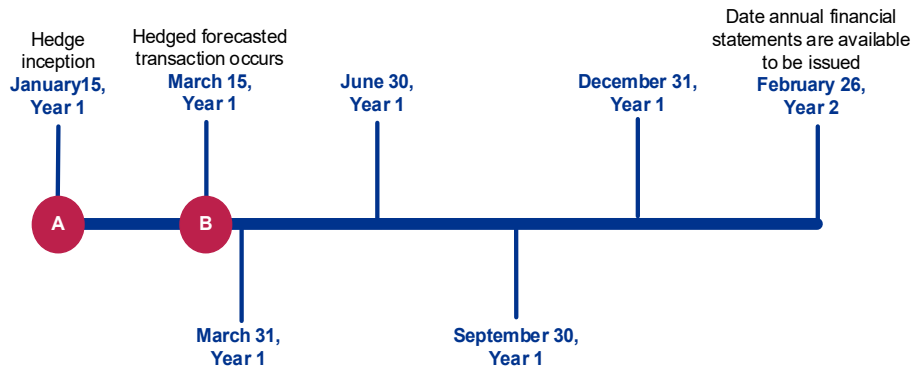 Hedge
inception
January15,
Year 1
Hedged forecasted
transaction occurs
March 15,
Year 1
June 30,
Year 1
December 31,
Year 1
Date annual financial
statements are available
to be issued
February 26,
Year 2
A
B
March 31,
Year 1
September 30,
Year 1